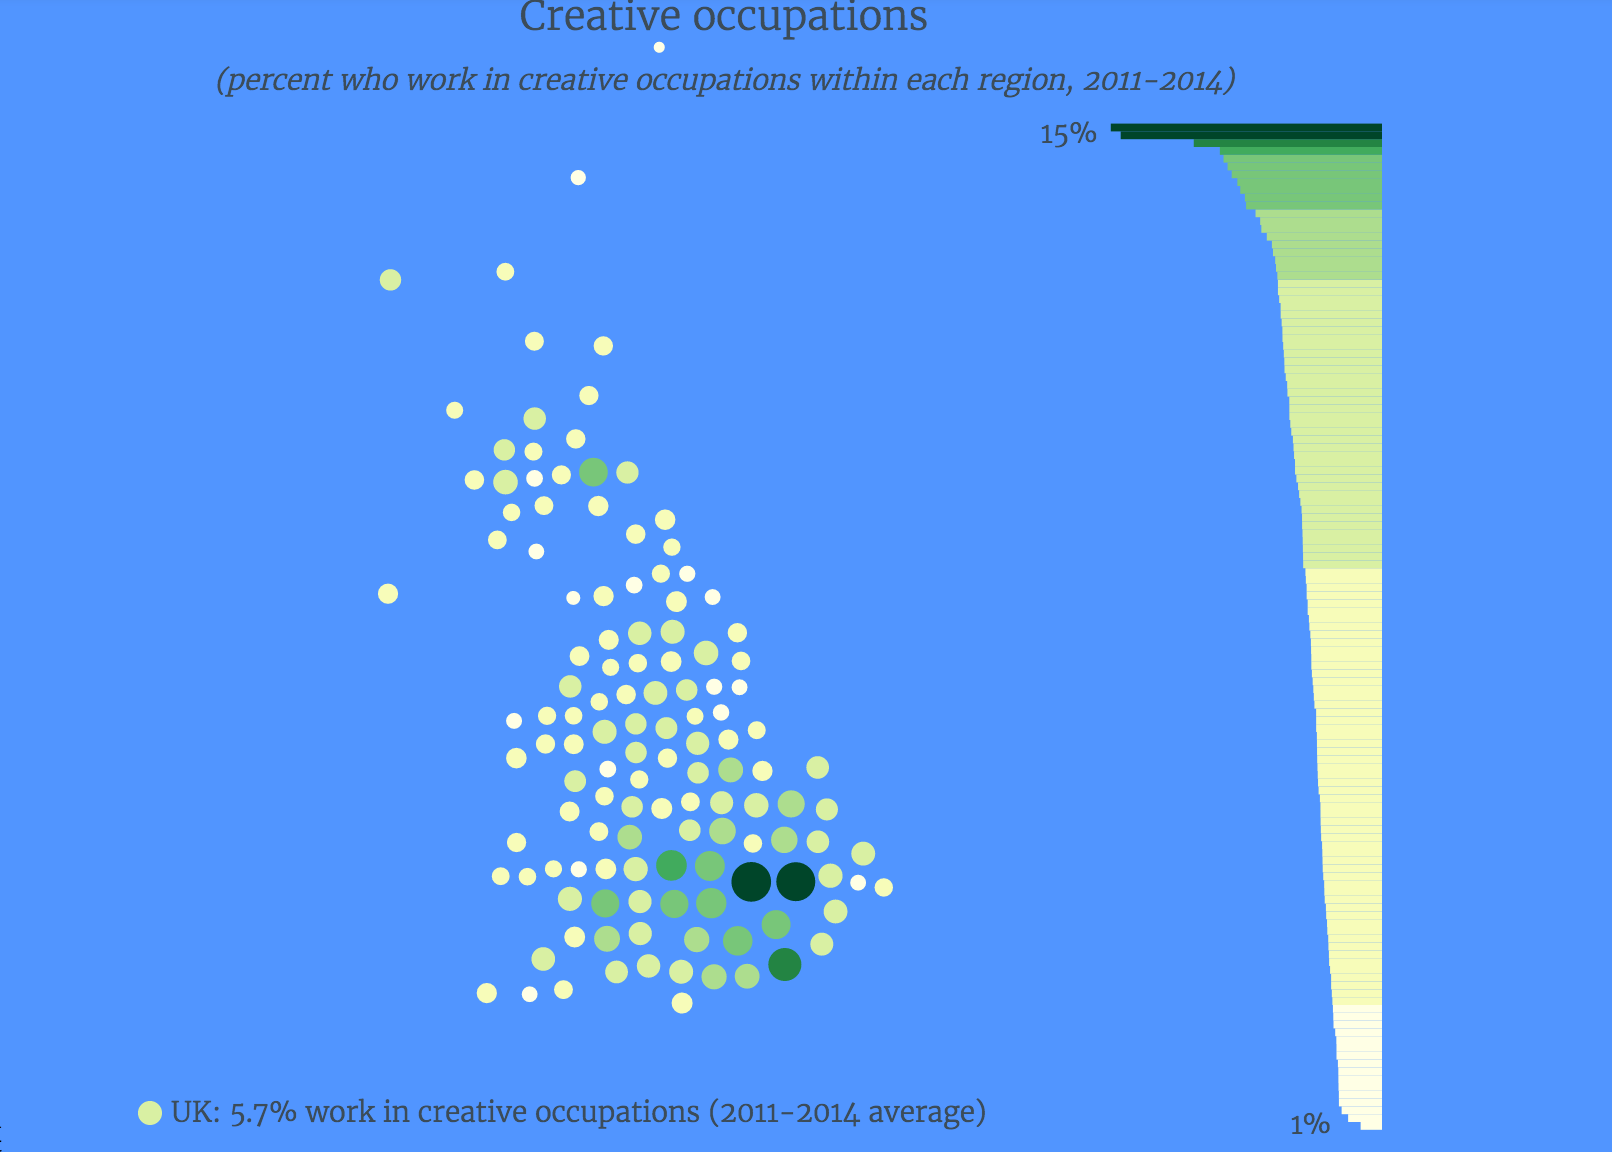 Creative occupations
(percent who work in creative occupations within each region, 2011-2014)
15%
UK: 5.7% work in creative occupations (2011-2014 average)
1%